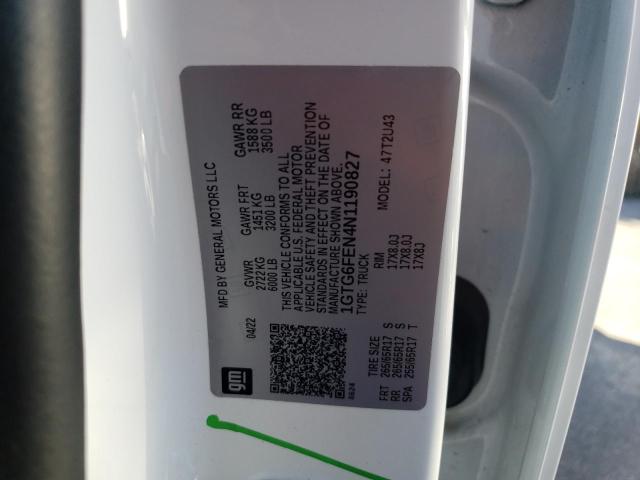 MFD BY GENERAL MOTORS LLC
04/22
GVWR GAWR FRT GAWR RR
2722 KG 1451 KG 1588 KG
6000 LB 3200 LB 3500 LB
THIS VEHICLE CONFORMS TO ALL
APPLICABLE U.S. FEDERAL MOTOR
VEHICLE SAFETY AND THEFT PREVENTION
STANDARDS IN EFFECT ON THE DATE OF
MANUFACTURE SHOWN ABOVE.
1GTG6FEN4N1190827
TYPE: TRUCK MODEL: 47T2U43
TIRE SIZE RIM
FRT 265/65R17 S 17X8.0J
RR 265/65R17 S 17X8.0J
SPA 255/65R17 T 17X8J
gm